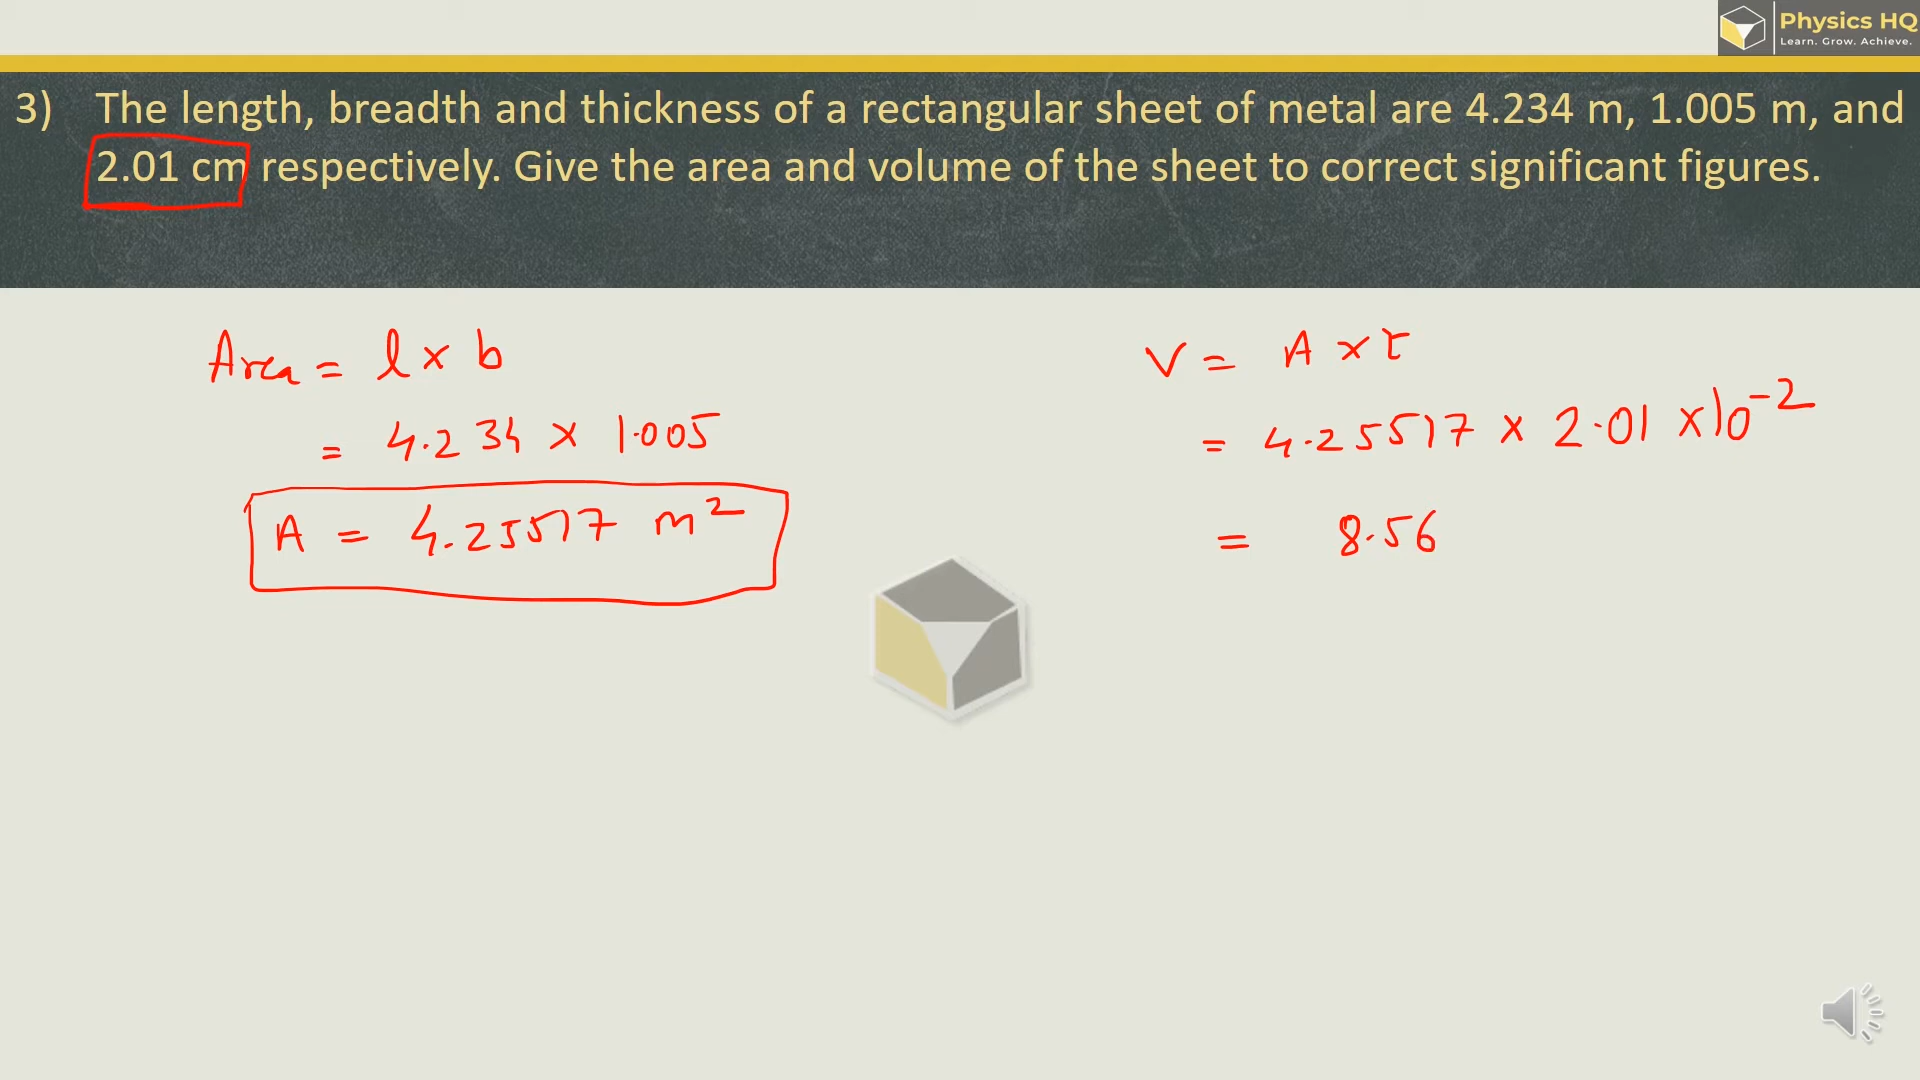 Physics HQ
Learn. Grow. Achieve.
3) The length, breadth and thickness of a rectangular sheet of metal are 4.234 m, 1.005 m, and
2.01 cm respectively. Give the area and volume of the sheet to correct significant figures.
Area = l x b
= 4.234 x 1.005
A = 4.25517 m²
V = A x t
= 4.25517 x 2.01 x 10⁻²
= 8.56